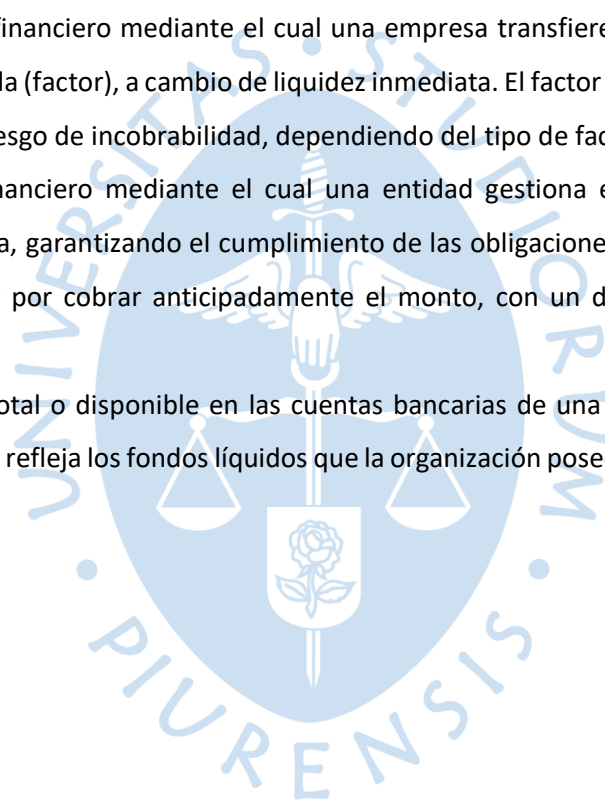 financiero mediante el cual una empresa transfiere
da (factor), a cambio de liquidez inmediata. El factor
esgo de incobrabilidad, dependiendo del tipo de fac
nanciero mediante el cual una entidad gestiona e
a, garantizando el cumplimiento de las obligacione
por cobrar anticipadamente el monto, con un d
otal o disponible en las cuentas bancarias de una
refleja los fondos líquidos que la organización pose
UNIVERSITAS • STUDIORUM • PIURENSIS •